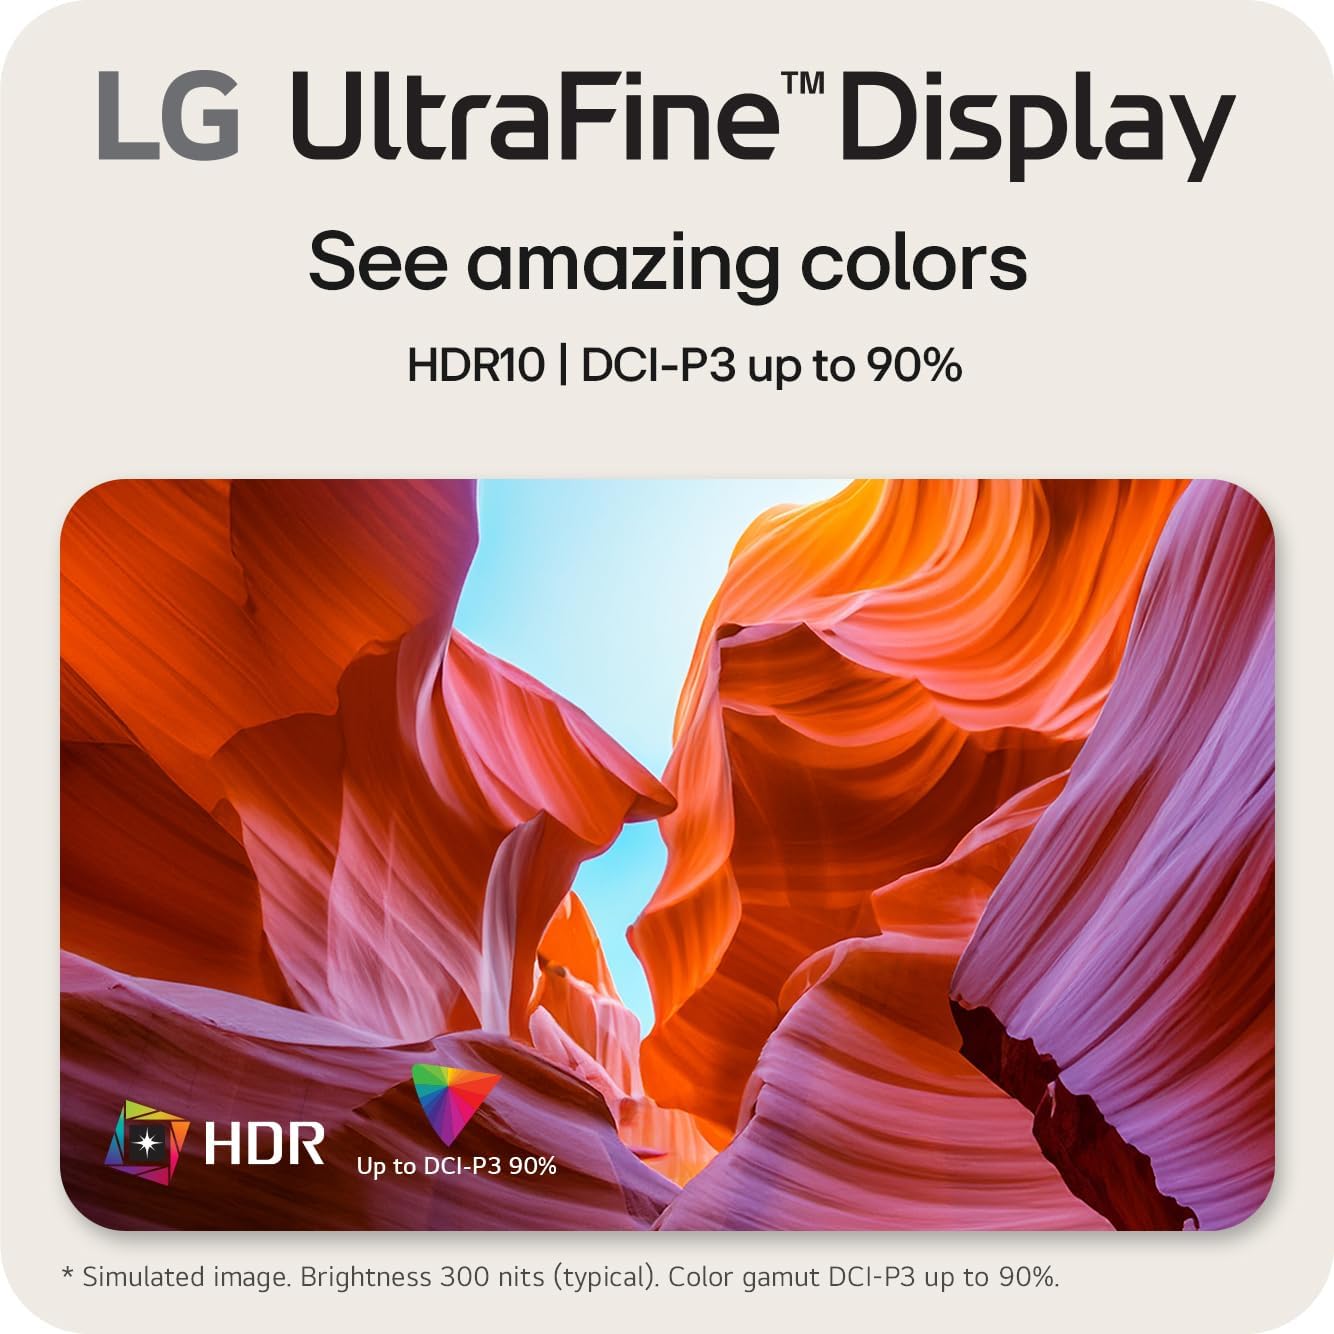 LG UltraFine™ Display
See amazing colors
HDR10 | DCI-P3 up to 90%
HDR
Up to DCI-P3 90%
* Simulated image. Brightness 300 nits (typical). Color gamut DCI-P3 up to 90%.